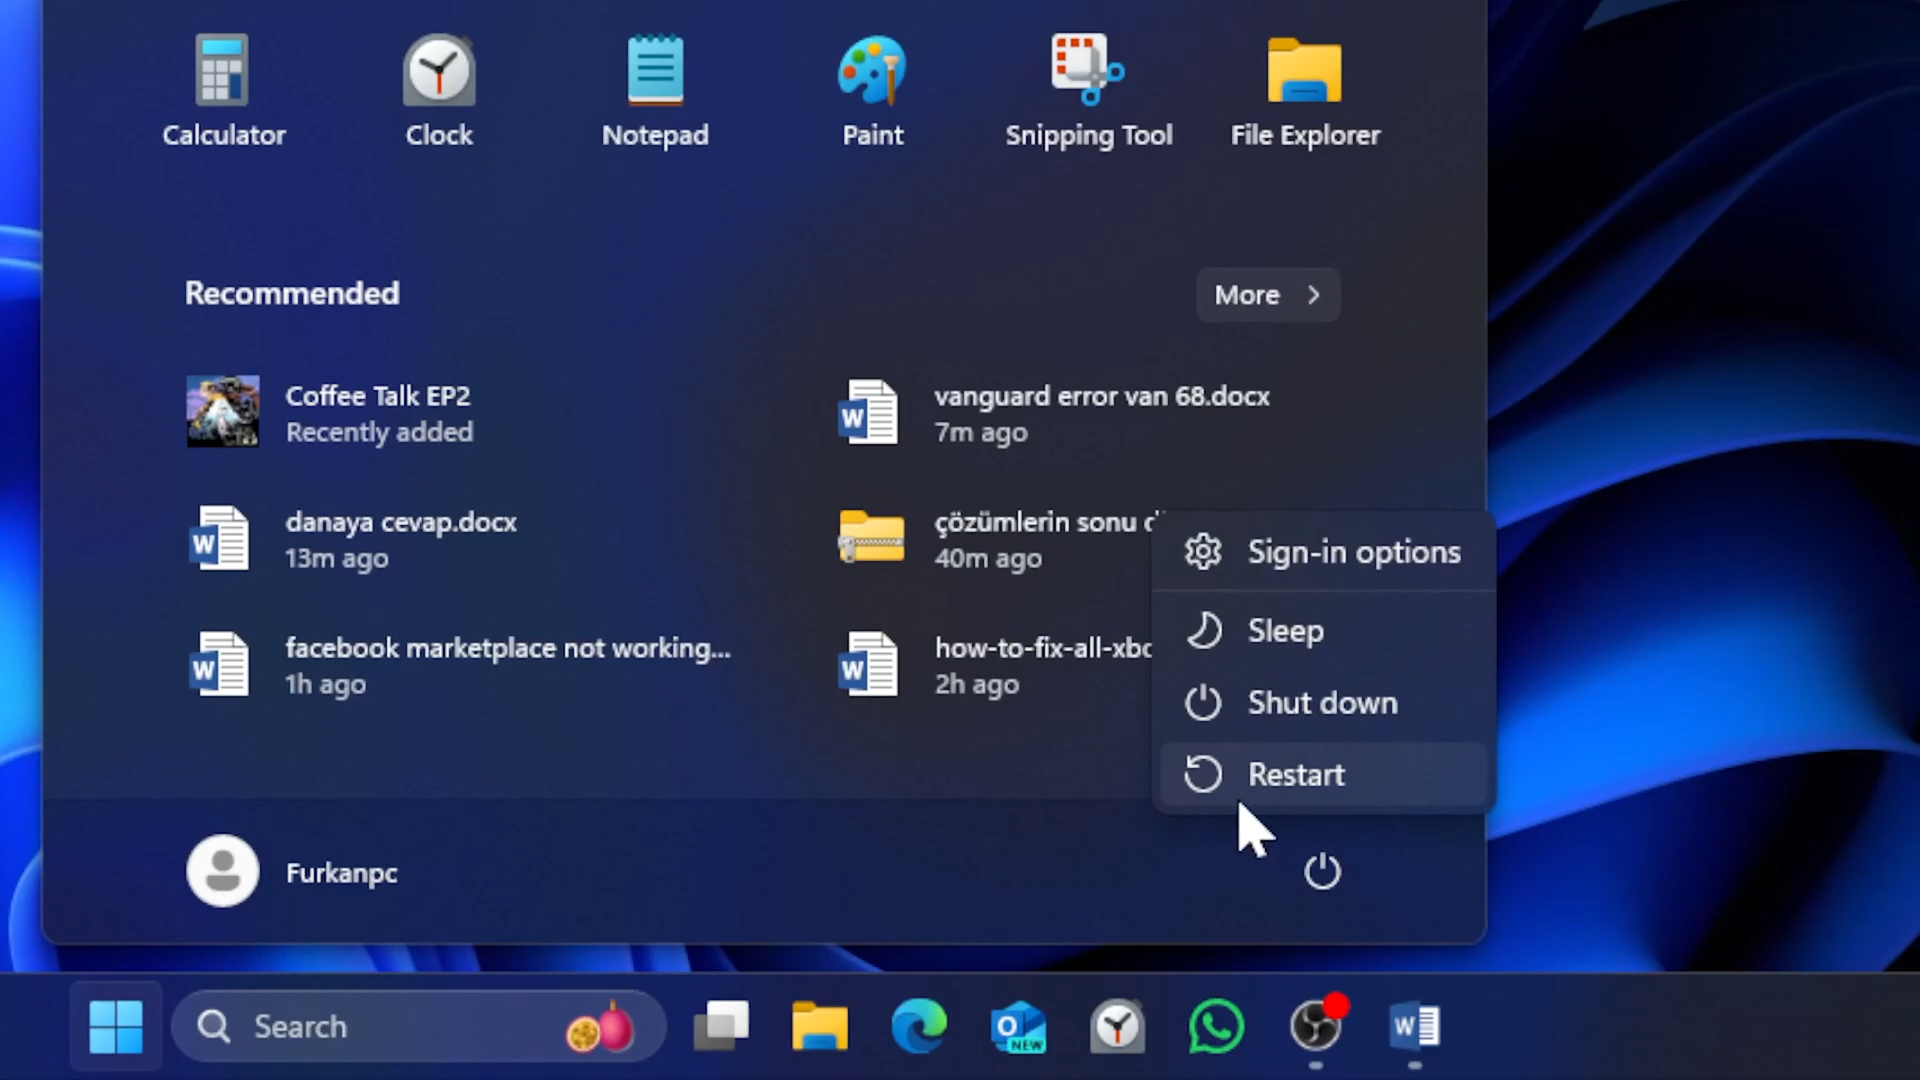 Calculator
Clock
Notepad
Paint
Snipping Tool
File Explorer
Recommended
More
Coffee Talk EP2
Recently added
vanguard error van 68.docx
7m ago
danaya cevap.docx
13m ago
çözümlerin sonu
40m ago
facebook marketplace not working...
1h ago
how-to-fix-all-xbo
2h ago
Sign-in options
Sleep
Shut down
Restart
Furkanpc
Search
O
NEW
W